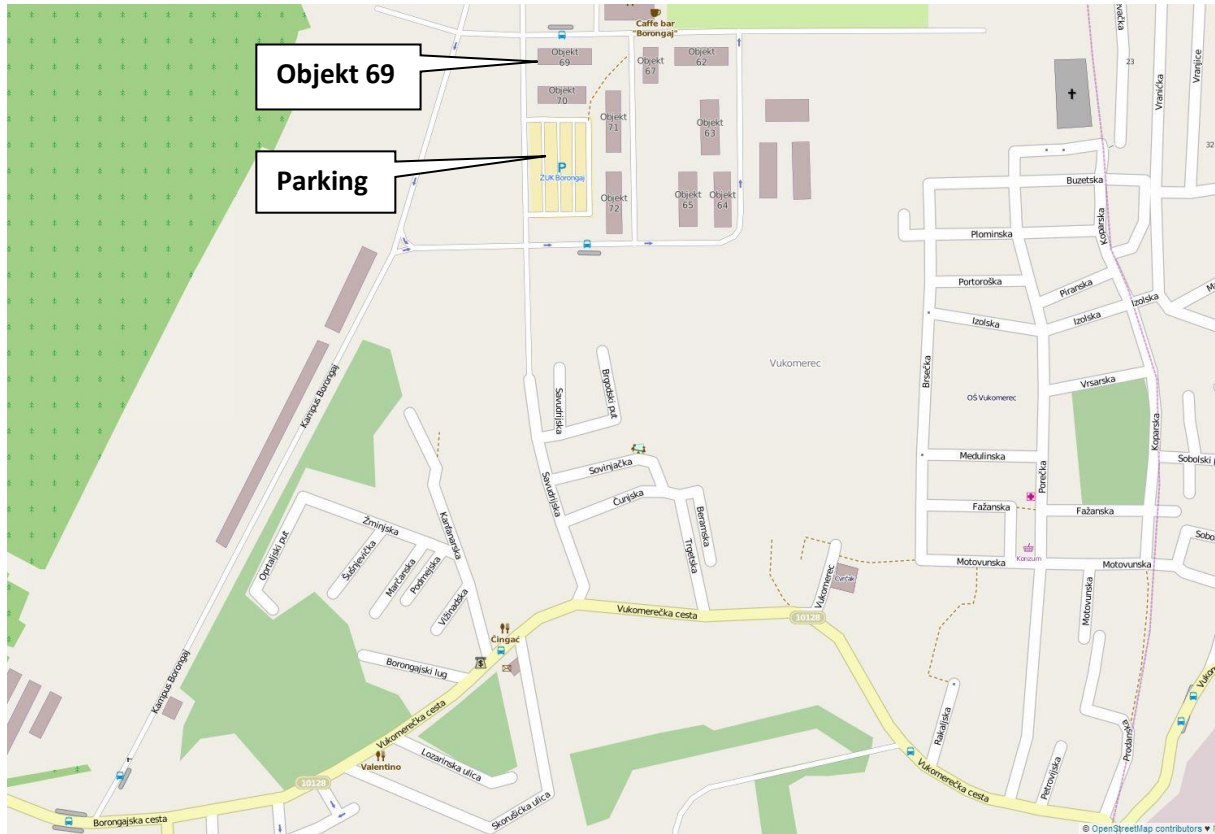 Objekt 69
Parking
Caffe bar
"Borongaj"
Objekt
69
Objekt
70
Objekt
67
Objekt
62
Objekt
71
Objekt
63
Objekt
72
Objekt
65
Objekt
64
P
ZUK Borongaj
23
Vranička
Vranjice
Buzetska
Koparska
Plominska
Portoroška
Piranska
Izolska
Izolska
Izolska
Vukomerec
Brsečka
OŠ Vukomerec
Vrsarska
Koparska
Medulinska
Porečka
Fažanska
Fažanska
Konzum
Motovunska
Motovunska
Motovunska
Kampus Borongaj
Savudrijska
Brgodski put
Sovinjačka
Savudrijska
Čunjska
Beramska
Trgetska
Kanfanarska
Žminjska
Oprtaljski put
Šušnjevička
Marčanska
Podmejska
Vižinadska
Vukomerec
Cvrčak
Vukomerečka cesta
10128
Čingać
Borongajski lug
Kampus Borongaj
Vukomerečka cesta
Valentino
Lozarinska ulica
Skorušička ulica
10128
Borongajska cesta
Rakaljska
Vukomerečka cesta
Petrovijska
Prodanska
© OpenStreetMap contributors